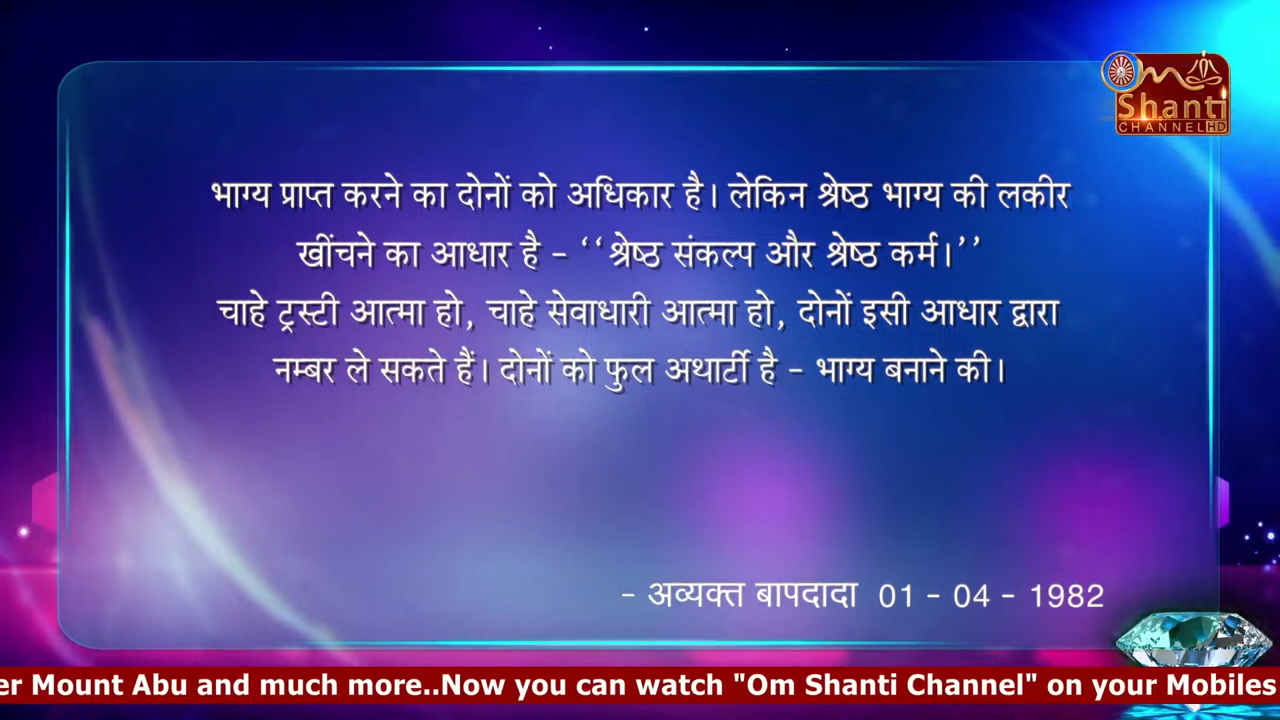 Om
Shanti
CHANNEL HD
भाग्य प्राप्त करने का दोनों को अधिकार है। लेकिन श्रेष्ठ भाग्य की लकीर
खींचने का आधार है - ‘‘श्रेष्ठ संकल्प और श्रेष्ठ कर्म।’’
चाहे ट्रस्टी आत्मा हो, चाहे सेवाधारी आत्मा हो, दोनों इसी आधार द्वारा
नम्बर ले सकते हैं। दोनों को फुल अथार्टी है - भाग्य बनाने की।
- अव्यक्त बापदादा 01 - 04 - 1982
er Mount Abu and much more..Now you can watch "Om Shanti Channel" on your Mobiles